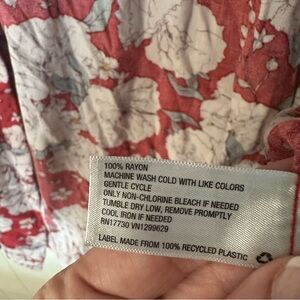 100% RAYON
MACHINE WASH COLD WITH LIKE COLORS
GENTLE CYCLE
ONLY NON-CHLORINE BLEACH IF NEEDED
TUMBLE DRY LOW, REMOVE PROMPTLY
COOL IRON IF NEEDED
RN17730 VN1299629
LABEL MADE FROM 100% RECYCLED PLASTIC